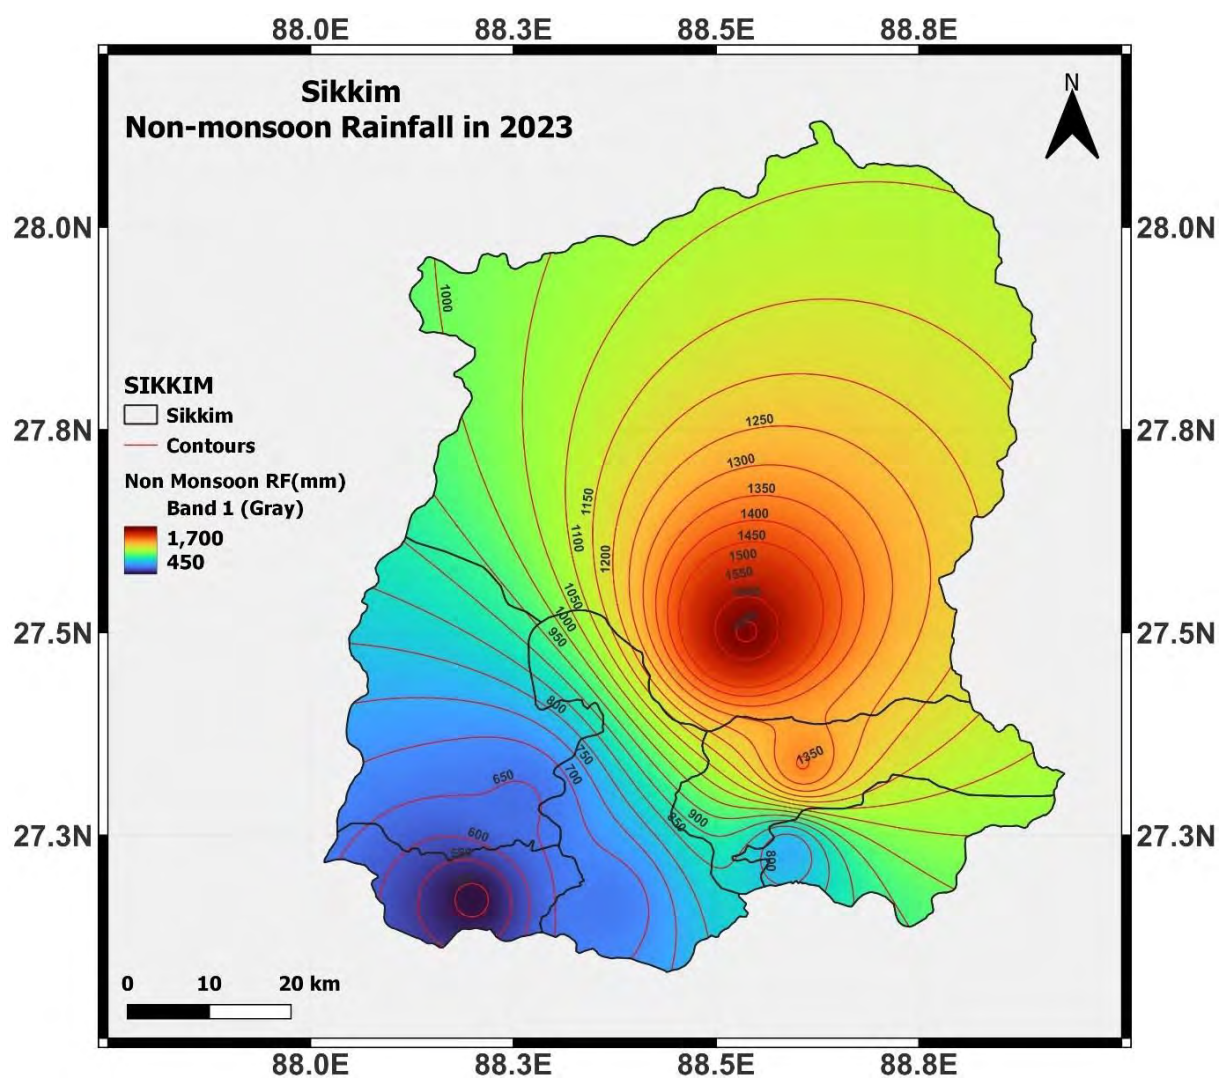 88.0E 88.3E 88.5E 88.8E
N
Sikkim
Non-monsoon Rainfall in 2023
28.0N 28.0N
1000
SIKKIM
Sikkim
Contours
Non Monsoon RF(mm)
Band 1 (Gray)
1,700
450
27.8N 27.8N
1250
1300
1350
1400
1450
1500
1550
1150
1100
1200
1050
1000
950
27.5N 27.5N
800
750
700
650
600
1350
900
850
800
27.3N 27.3N
0 10 20 km
88.0E 88.3E 88.5E 88.8E